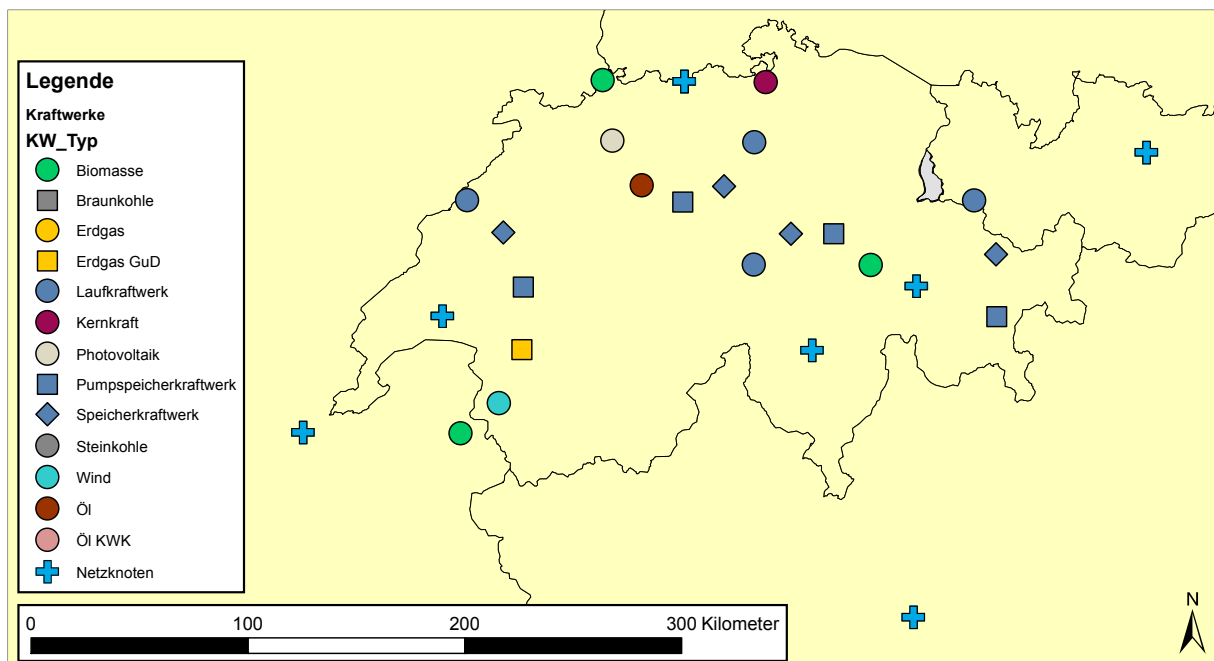 Legende
Kraftwerke
KW_Typ
Biomasse
Braunkohle
Erdgas
Erdgas GuD
Laufkraftwerk
Kernkraft
Photovoltaik
Pumpspeicherkraftwerk
Speicherkraftwerk
Steinkohle
Wind
Öl
Öl KWK
Netzknoten
0 100 200 300 Kilometer
N